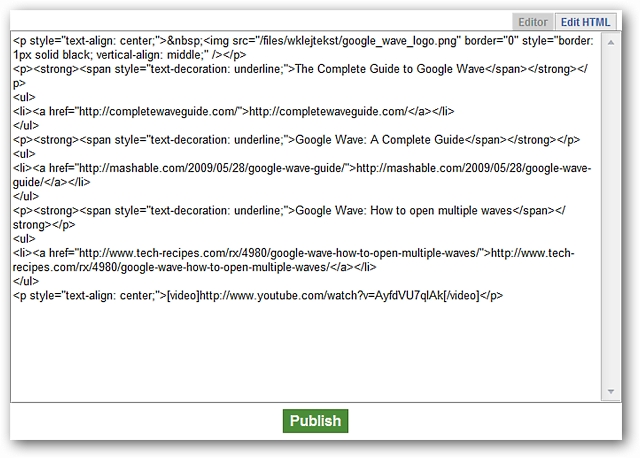 Editor Edit HTML
<p style="text-align: center;">&nbsp;<img src="/files/wklejtekst/google_wave_logo.png" border="0" style="border:
1px solid black; vertical-align: middle;" /></p>
<p><strong><span style="text-decoration: underline;">The Complete Guide to Google Wave</span></strong></
p>
<ul>
<li><a href="http://completewaveguide.com/">http://completewaveguide.com/</a></li>
</ul>
<p><strong><span style="text-decoration: underline;">Google Wave: A Complete Guide</span></strong></p>
<ul>
<li><a href="http://mashable.com/2009/05/28/google-wave-guide/">http://mashable.com/2009/05/28/google-wave-
guide/</a></li>
</ul>
<p><strong><span style="text-decoration: underline;">Google Wave: How to open multiple waves</span></
strong></p>
<ul>
<li><a href="http://www.tech-recipes.com/rx/4980/google-wave-how-to-open-multiple-waves/">http://www.tech-
recipes.com/rx/4980/google-wave-how-to-open-multiple-waves/</a></li>
</ul>
<p style="text-align: center;">[video]http://www.youtube.com/watch?v=AyfdVU7qlAk[/video]</p>
Publish